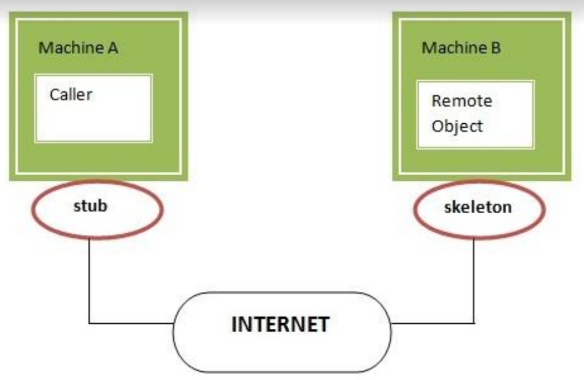 Machine A
Caller
Machine B
Remote
Object
stub
skeleton
INTERNET